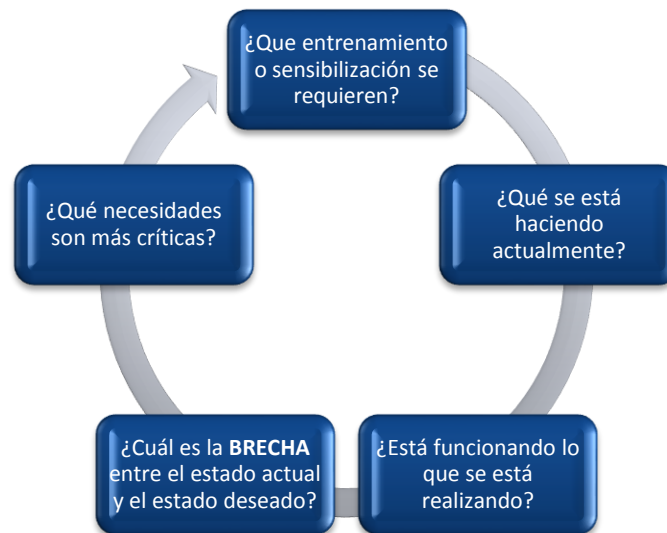 ¿Que entrenamiento
o sensibilización se
requieren?
¿Qué se está
haciendo
actualmente?
¿Está funcionando lo
que se está
realizando?
¿Cuál es la BRECHA
entre el estado actual
y el estado deseado?
¿Qué necesidades
son más críticas?